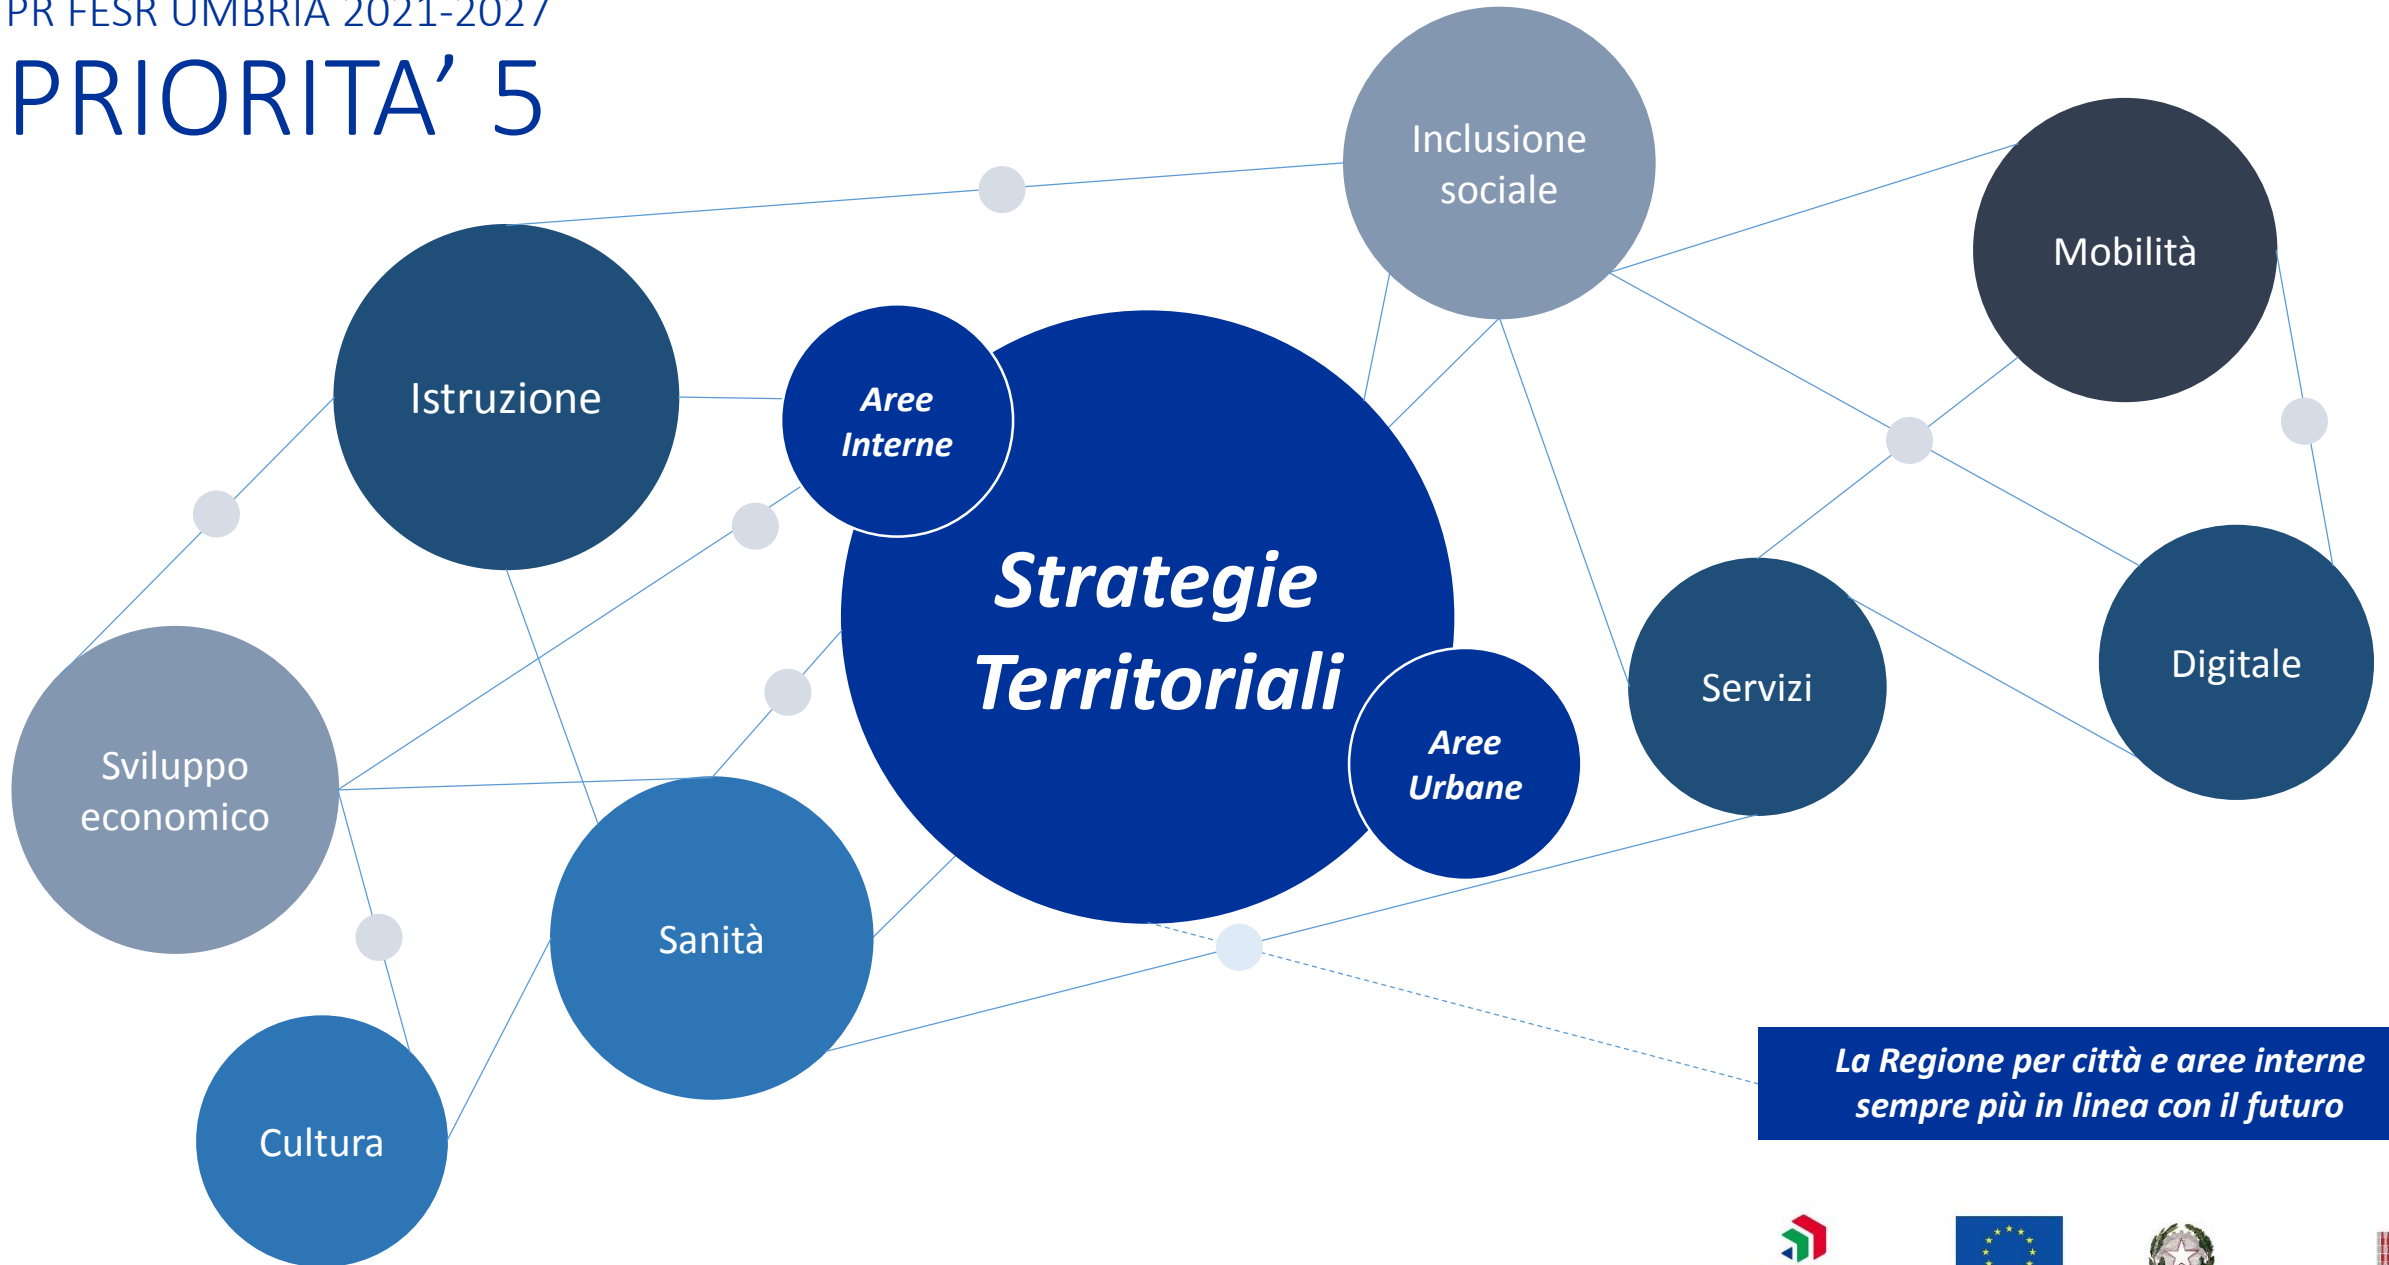 PR FESR UMBRIA 2021-2027
PRIORITA’ 5
Inclusione
sociale
Mobilità
Istruzione
Aree
Interne
Strategie
Territoriali
Aree
Urbane
Servizi
Digitale
Sviluppo
economico
Sanità
Cultura
La Regione per città e aree interne
sempre più in linea con il futuro